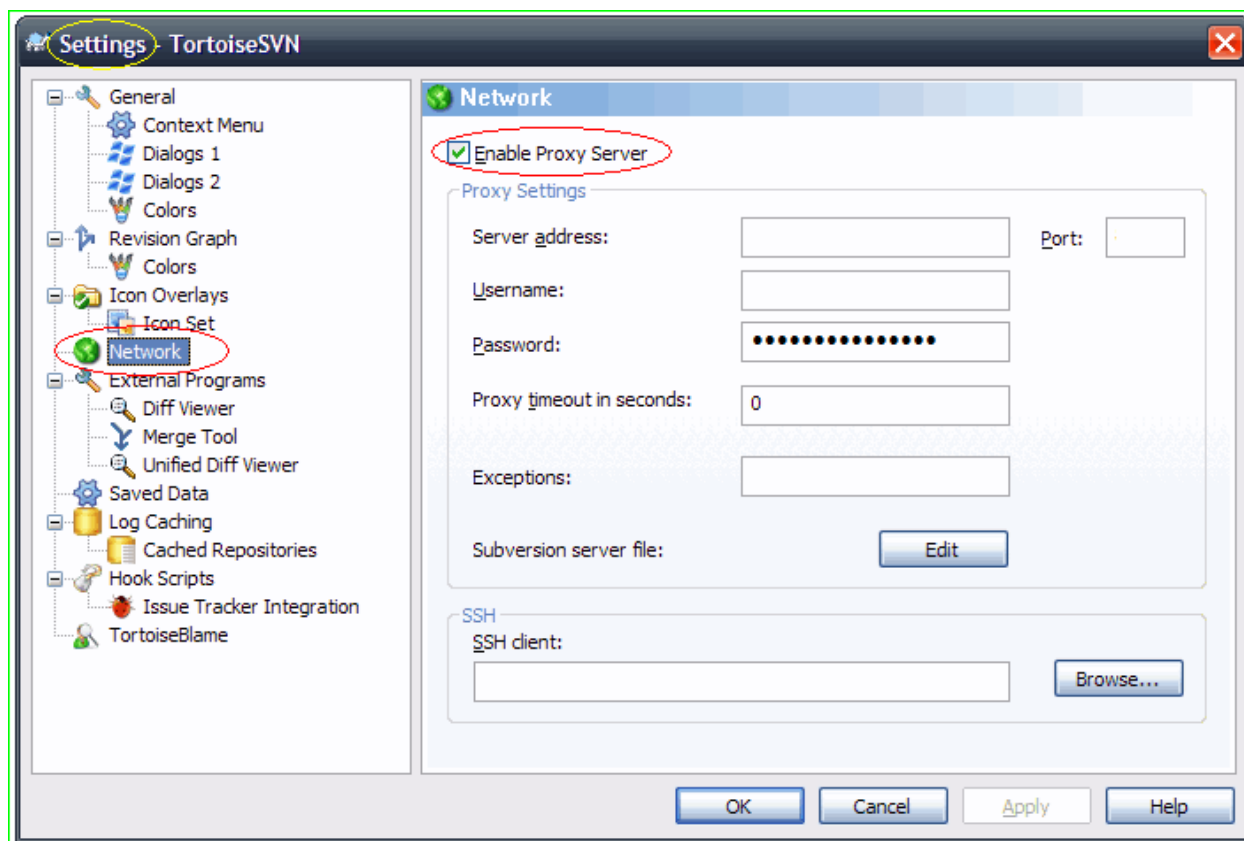 Settings - TortoiseSVN
General
Context Menu
Dialogs 1
Dialogs 2
Colors
Revision Graph
Colors
Icon Overlays
Icon Set
Network
External Programs
Diff Viewer
Merge Tool
Unified Diff Viewer
Saved Data
Log Caching
Cached Repositories
Hook Scripts
Issue Tracker Integration
TortoiseBlame
Network
Enable Proxy Server
Proxy Settings
Server address:
Port:
Username:
Password: •••••••••••••••
Proxy timeout in seconds: 0
Exceptions:
Subversion server file: Edit
SSH
SSH client:
Browse...
OK Cancel Apply Help